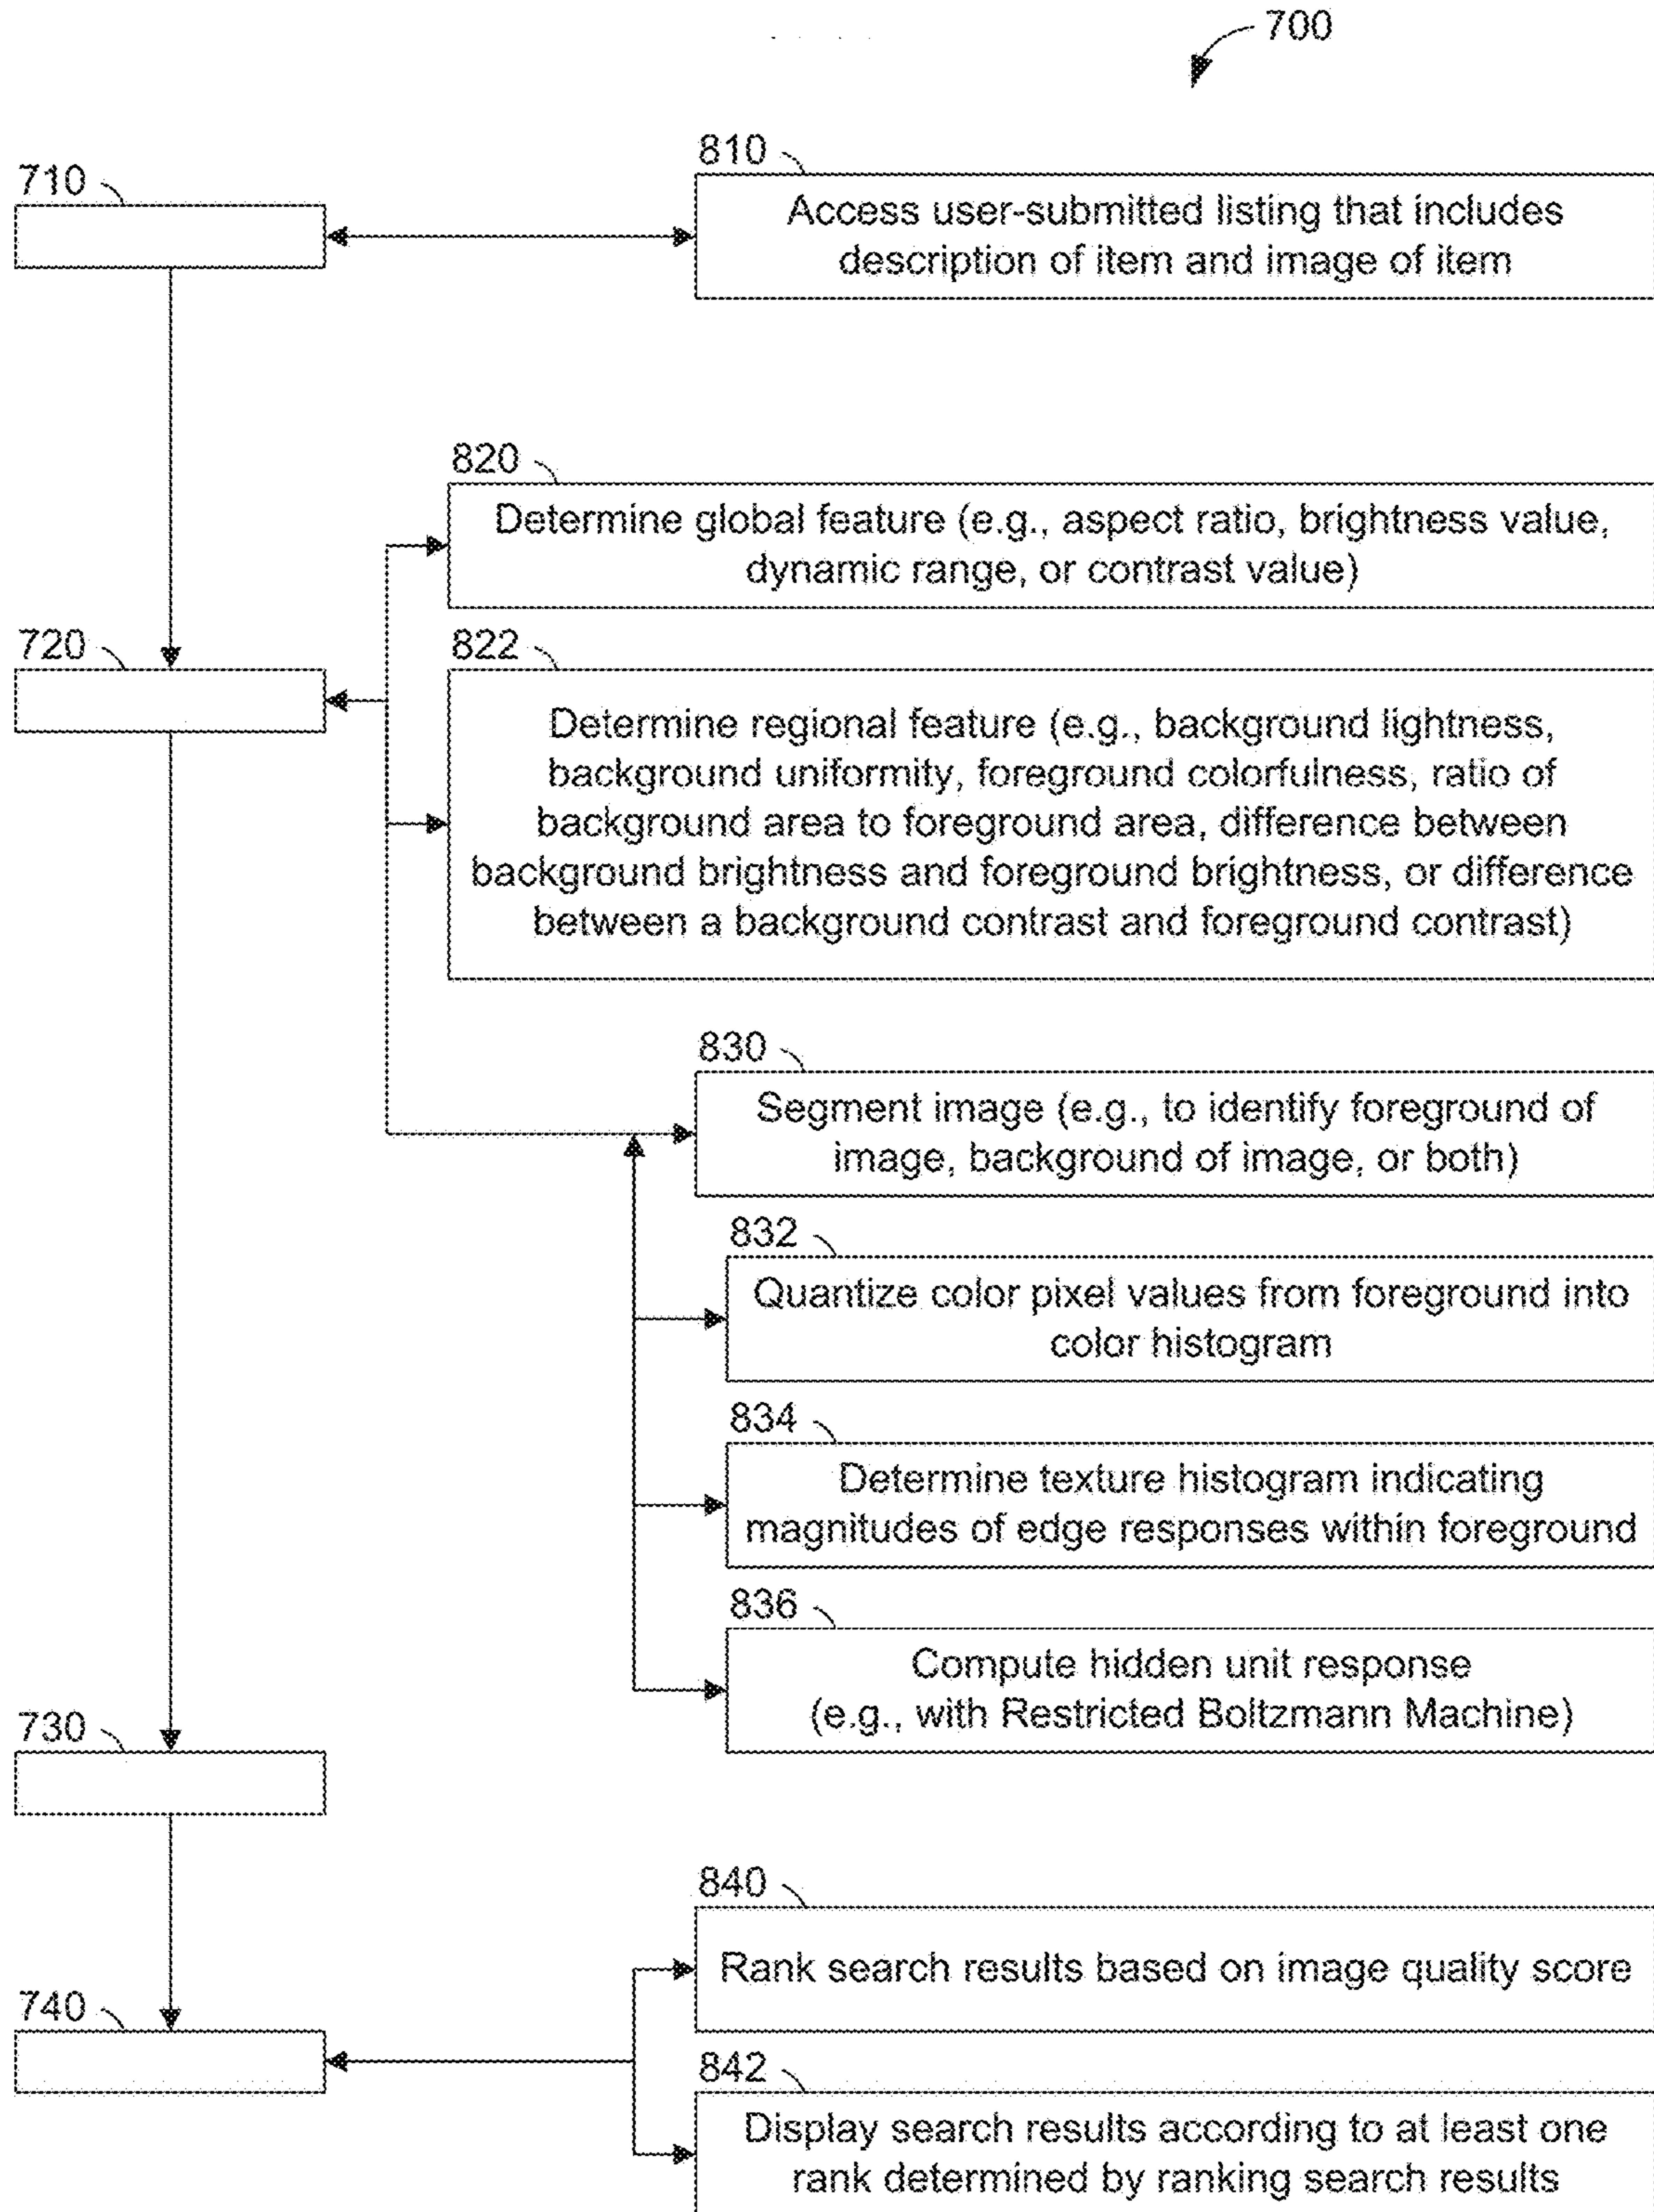 700
810
710
Access user-submitted listing that includes
description of item and image of item
820
Determine global feature (e.g., aspect ratio, brightness value,
dynamic range, or contrast value)
720
822
Determine regional feature (e.g., background lightness,
background uniformity, foreground colorfulness, ratio of
background area to foreground area, difference between
background brightness and foreground brightness, or difference
between a background contrast and foreground contrast)
830
Segment image (e.g., to identify foreground of
image, background of image, or both)
832
Quantize color pixel values from foreground into
color histogram
834
Determine texture histogram indicating
magnitudes of edge responses within foreground
836
Compute hidden unit response
(e.g., with Restricted Boltzmann Machine)
730
840
Rank search results based on image quality score
740
842
Display search results according to at least one
rank determined by ranking search results